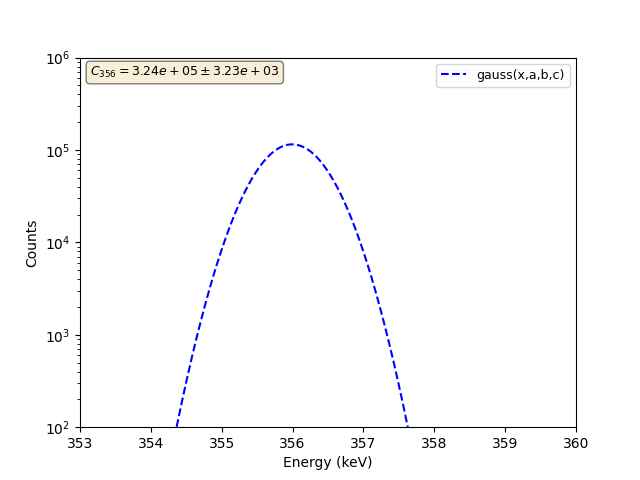 C₃₅₆ = 3.24e + 05 ± 3.23e + 03
gauss(x,a,b,c)
10⁶
10⁵
10⁴
10³
10²
Counts
353 354 355 356 357 358 359 360
Energy (keV)